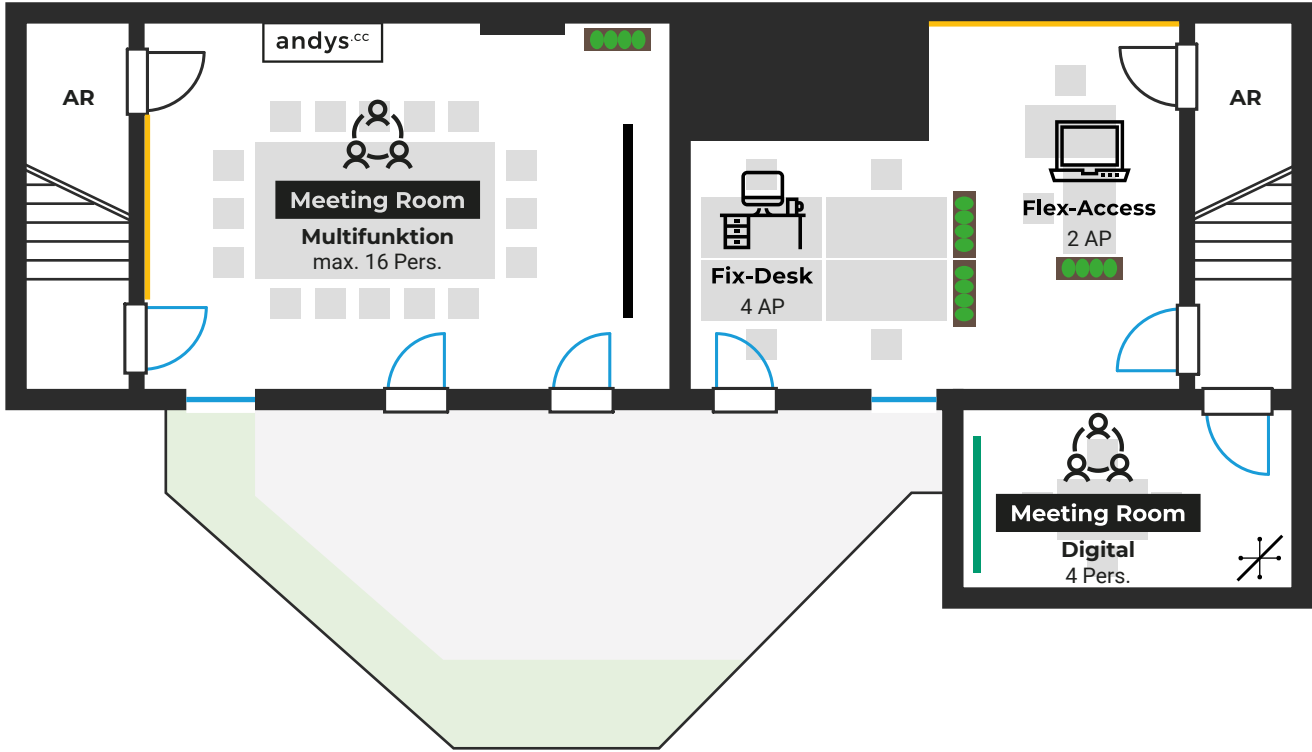 andys.cc
AR
AR
Meeting Room
Multifunktion
max. 16 Pers.
Flex-Access
2 AP
Fix-Desk
4 AP
Meeting Room
Digital
4 Pers.